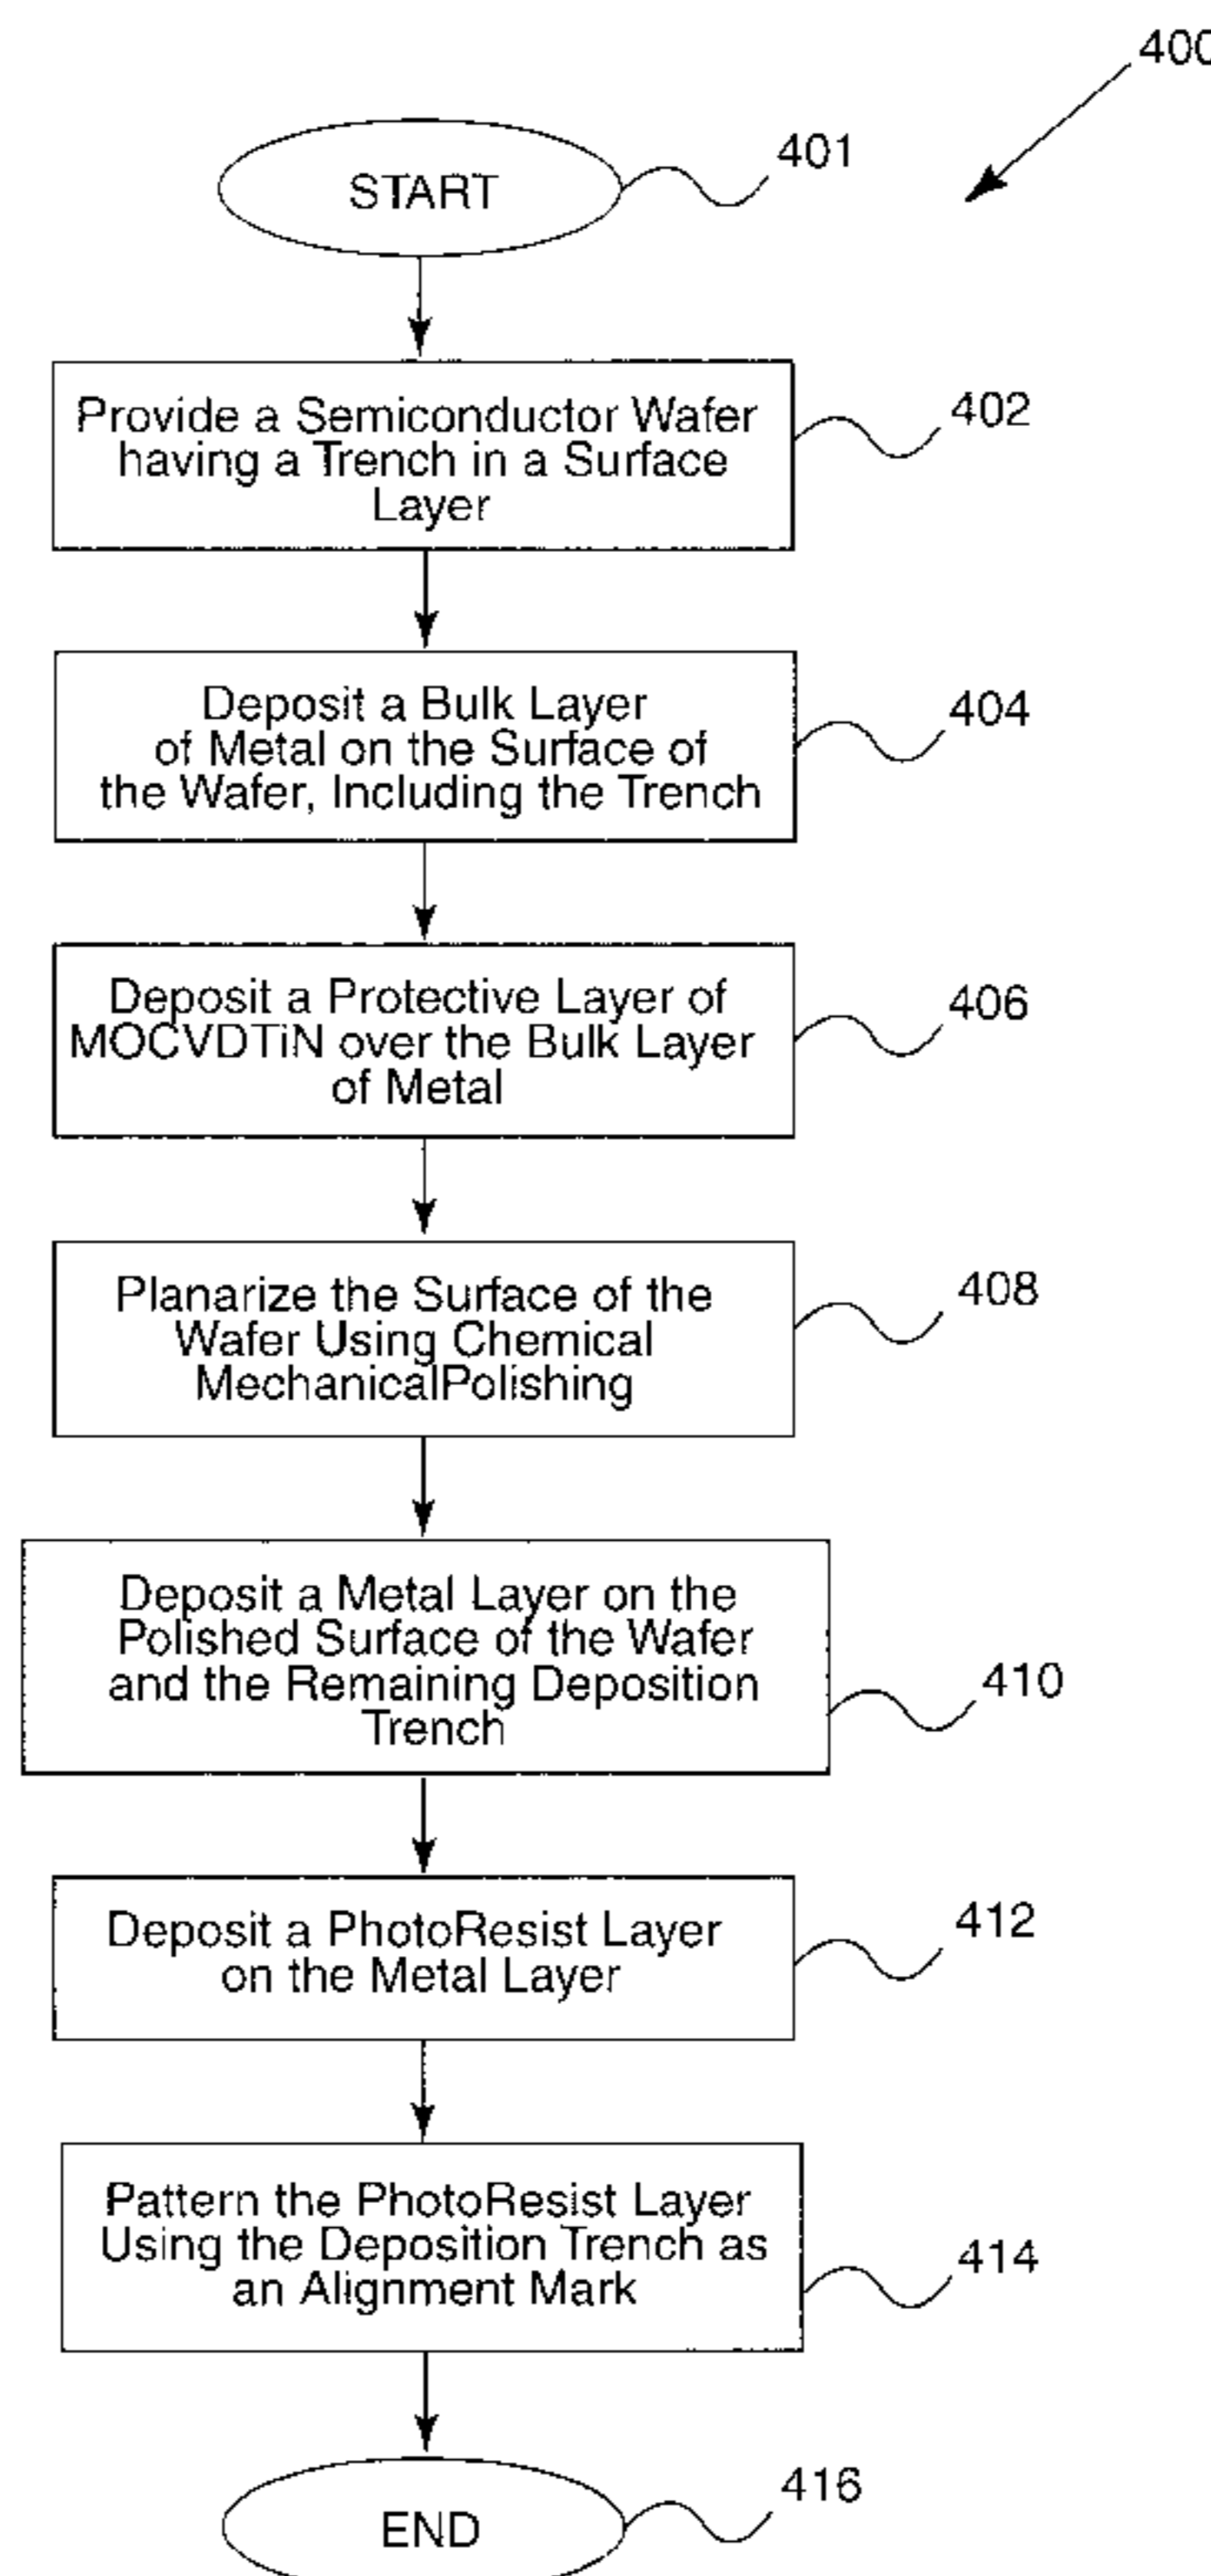 400
START
401
Provide a Semiconductor Wafer
having a Trench in a Surface
Layer
402
Deposit a Bulk Layer
of Metal on the Surface of
the Wafer, Including the Trench
404
Deposit a Protective Layer of
MOCVDTiN over the Bulk Layer
of Metal
406
Planarize the Surface of the
Wafer Using Chemical
MechanicalPolishing
408
Deposit a Metal Layer on the
Polished Surface of the Wafer
and the Remaining Deposition
Trench
410
Deposit a PhotoResist Layer
on the Metal Layer
412
Pattern the PhotoResist Layer
Using the Deposition Trench as
an Alignment Mark
414
END
416